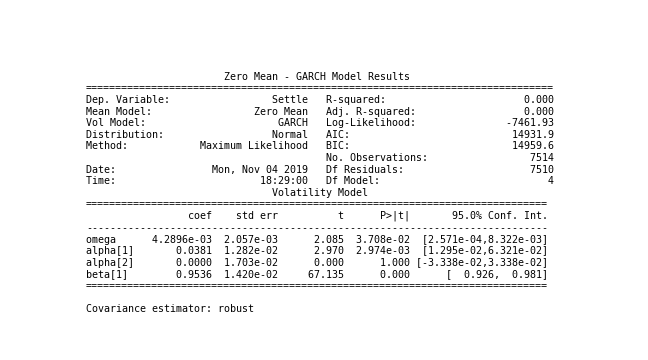 Zero Mean - GARCH Model Results
==============================================================================
Dep. Variable:                 Settle   R-squared:                       0.000
Mean Model:                 Zero Mean   Adj. R-squared:                  0.000
Vol Model:                      GARCH   Log-Likelihood:               -7461.93
Distribution:                  Normal   AIC:                           14931.9
Method:            Maximum Likelihood   BIC:                           14959.6
                                        No. Observations:                 7514
Date:                Mon, Nov 04 2019   Df Residuals:                     7510
Time:                        18:29:00   Df Model:                            4
                               Volatility Model
=============================================================================
                 coef    std err          t      P>|t|       95.0% Conf. Int.
-----------------------------------------------------------------------------
omega      4.2896e-03  2.057e-03      2.085  3.708e-02  [2.571e-04,8.322e-03]
alpha[1]       0.0381  1.282e-02      2.970  2.974e-03  [1.295e-02,6.321e-02]
alpha[2]       0.0000  1.703e-02      0.000      1.000 [-3.338e-02,3.338e-02]
beta[1]        0.9536  1.420e-02     67.135      0.000      [  0.926,  0.981]
=============================================================================
Covariance estimator: robust